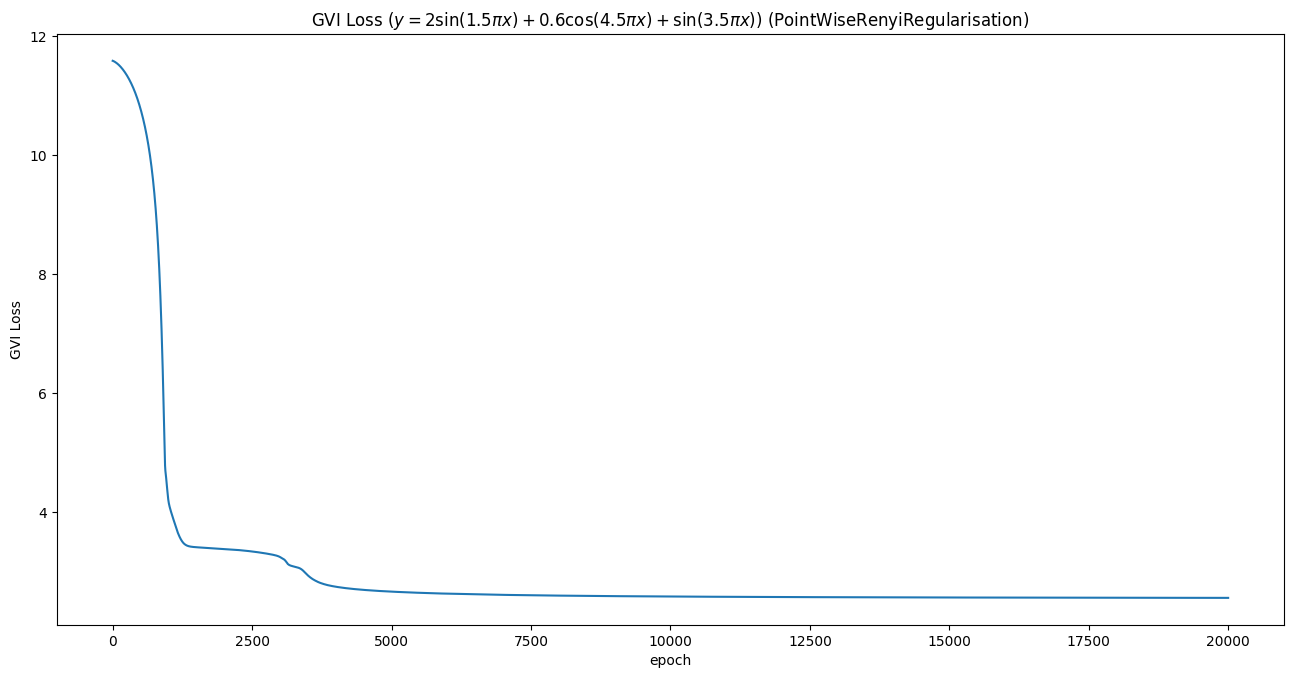 GVI Loss (y = 2sin(1.5πx) + 0.6cos(4.5πx) + sin(3.5πx)) (PointWiseRenyiRegularisation)
12
10
8
6
4
GVI Loss
0 2500 5000 7500 10000 12500 15000 17500 20000
epoch